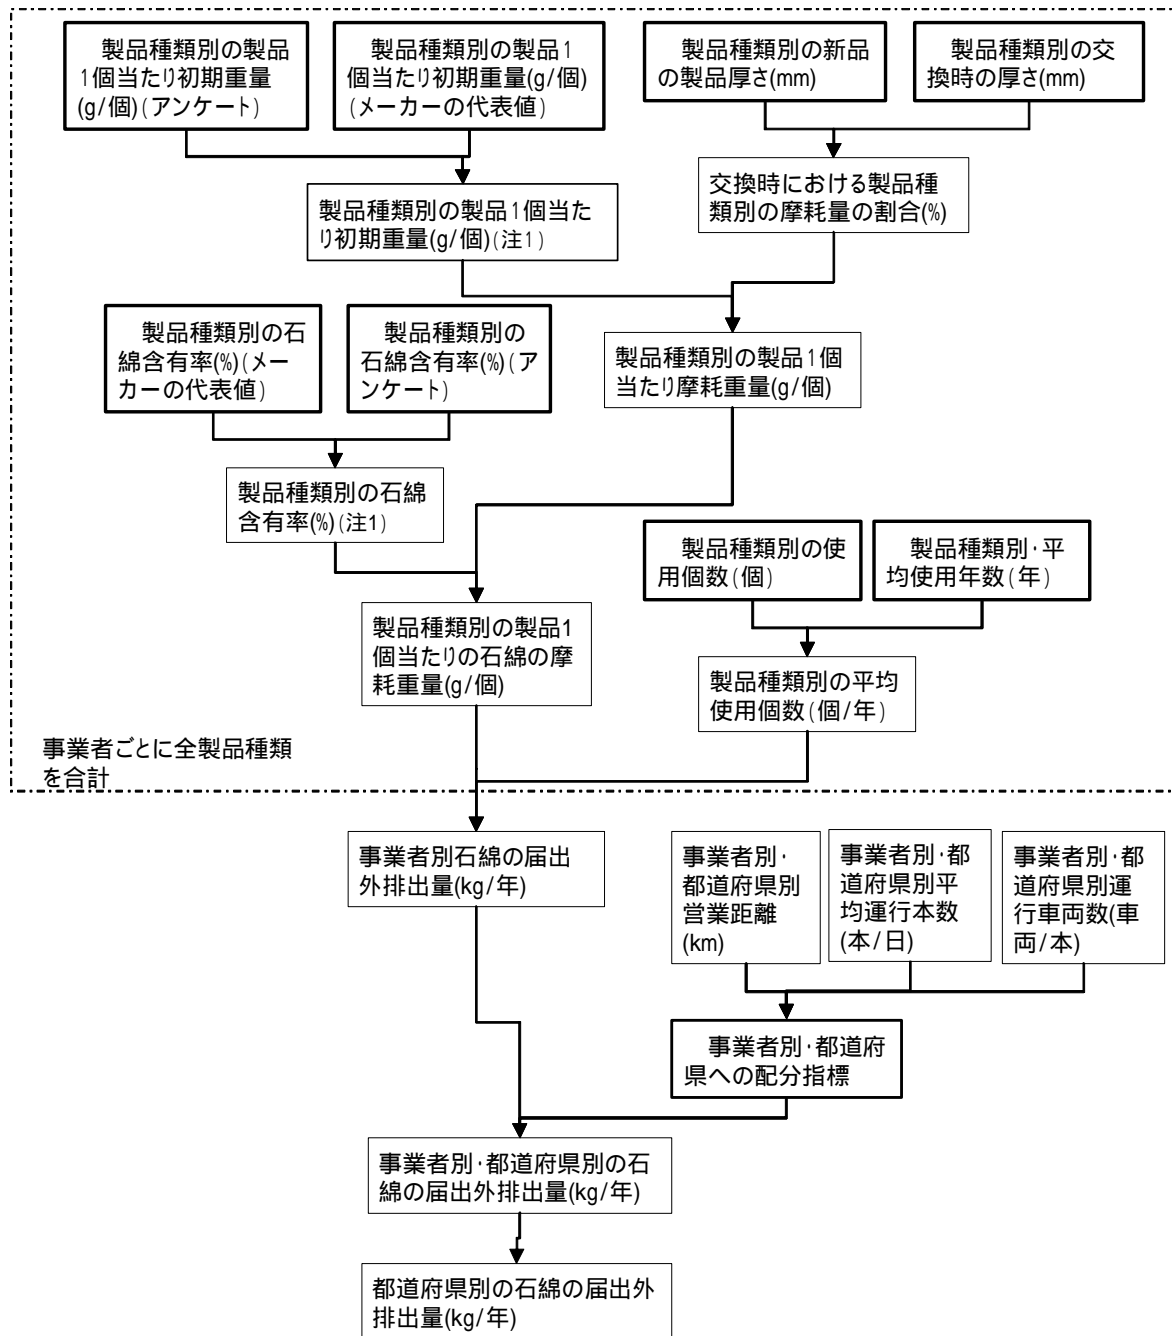 製品種類別の製品
1個当たり初期重量
(g/個)(アンケート)
製品種類別の製品1
個当たり初期重量(g/個)
(メーカーの代表値)
製品種類別の新品
の製品厚さ(mm)
製品種類別の交
換時の厚さ(mm)
製品種類別の製品1個当た
り初期重量(g/個)(注1)
交換時における製品種
類別の摩耗量の割合(%)
製品種類別の石
綿含有率(%)(メー
カーの代表値)
製品種類別の
石綿含有率(%)(ア
ンケート)
製品種類別の製品1個
当たり摩耗重量(g/個)
製品種類別の石綿
含有率(%)(注1)
製品種類別の使
用個数(個)
製品種類別・平
均使用年数(年)
製品種類別の製品1
個当たりの石綿の摩
耗重量(g/個)
製品種類別の平均
使用個数(個/年)
事業者ごとに全製品種類
を合計
事業者別石綿の届出
外排出量(kg/年)
事業者別・
都道府県別
営業距離
(km)
事業者別・都
道府県別平
均運行本数
(本/日)
事業者別・都
道府県別運
行車両数(車
両/本)
事業者別・都道府
県への配分指標
事業者別・都道府県別の石
綿の届出外排出量(kg/年)
都道府県別の石綿の届出外
排出量(kg/年)